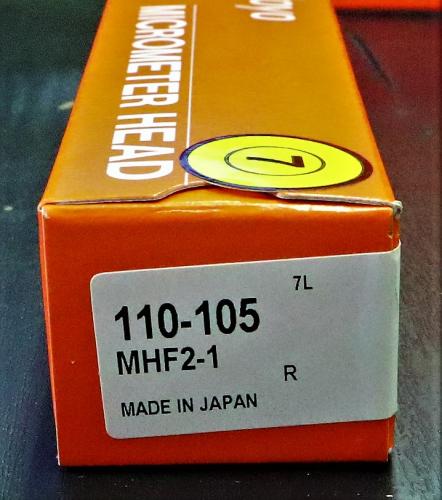 MICROMETER HEAD
7
7L
110-105
MHF2-1
R
MADE IN JAPAN